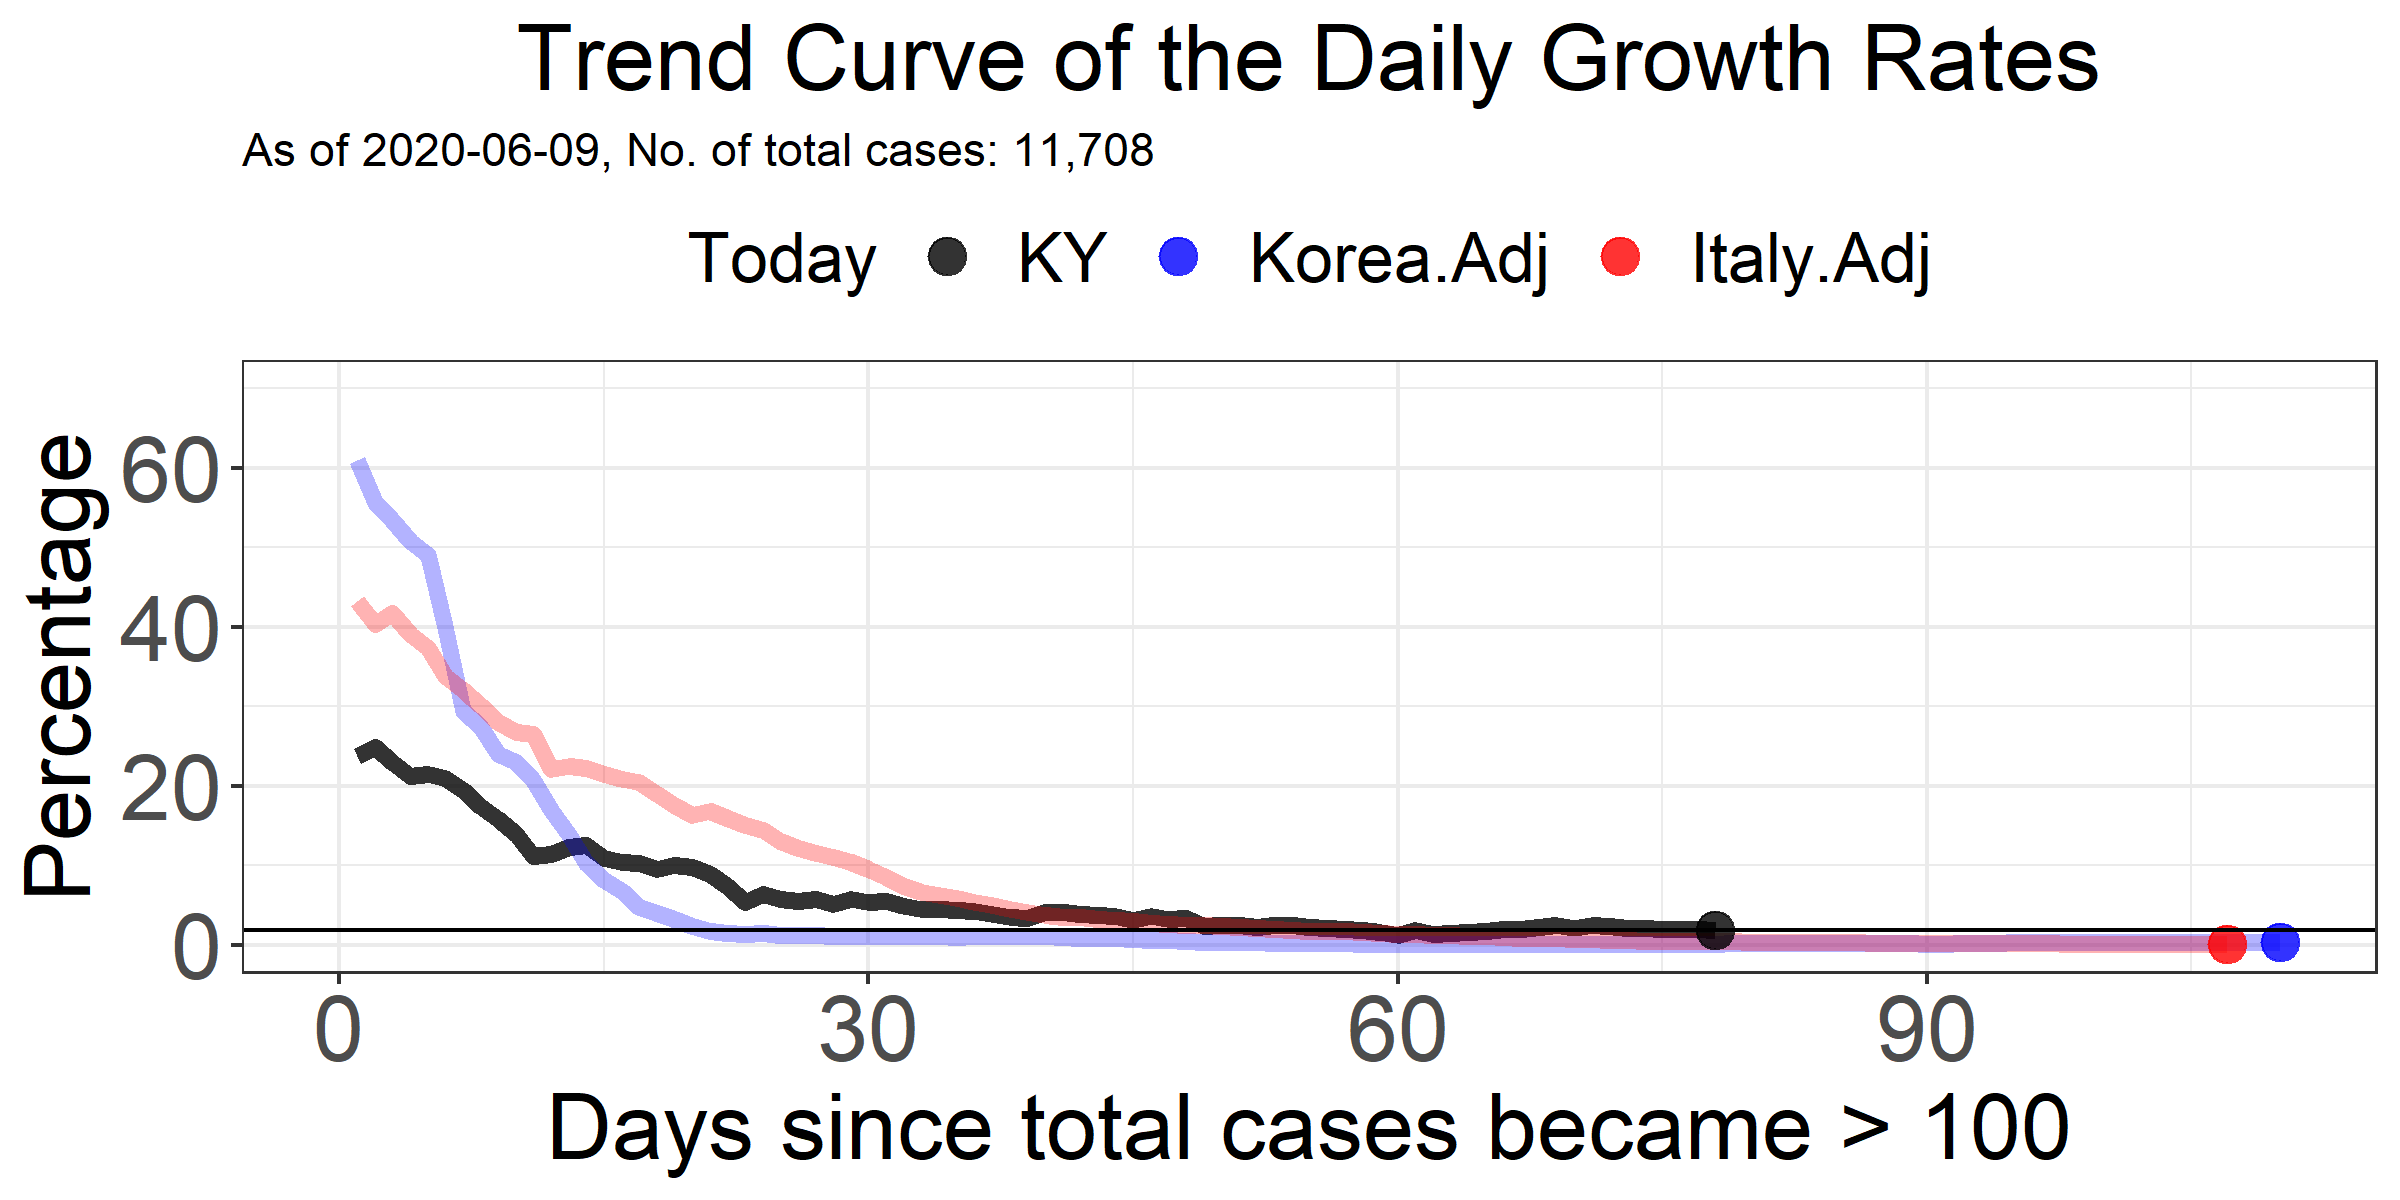 Trend Curve of the Daily Growth Rates
As of 2020-06-09, No. of total cases: 11,708
Today KY Korea.Adj Italy.Adj
Percentage
60
40
20
0
0 30 60 90
Days since total cases became > 100